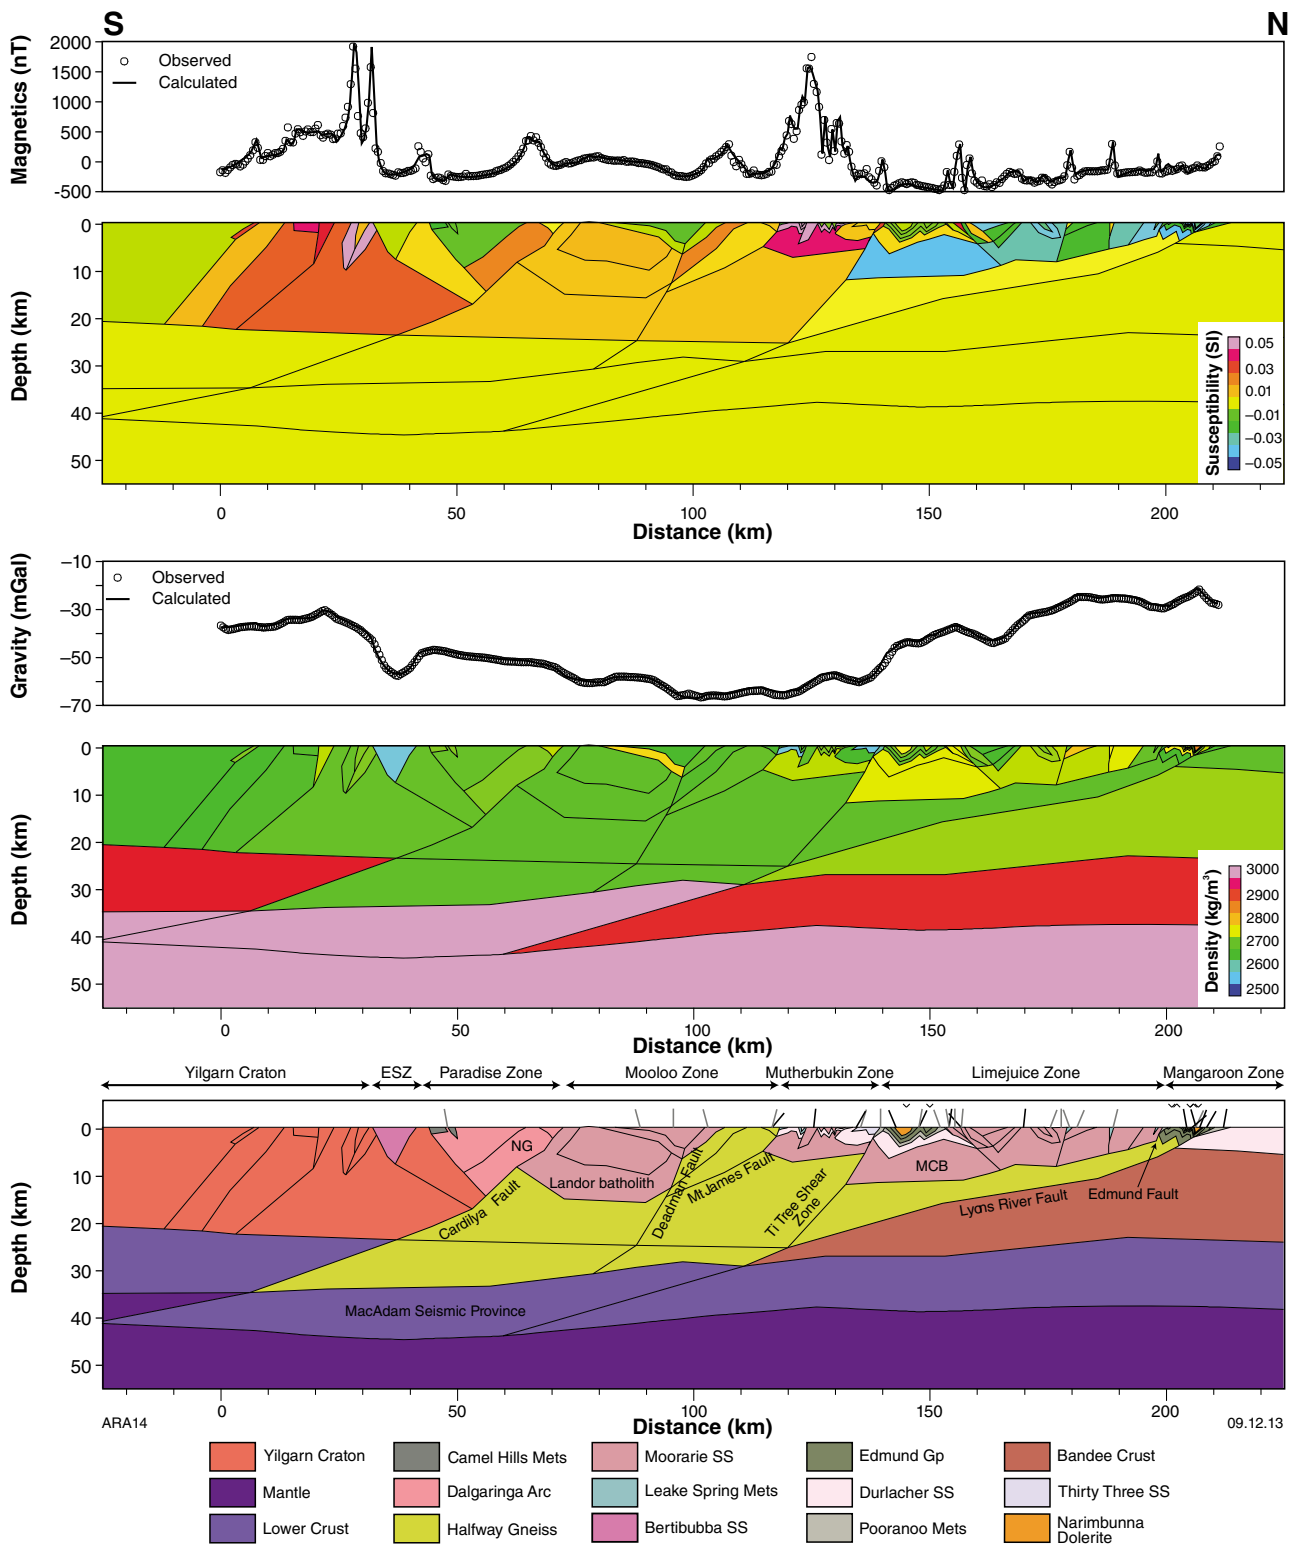 S
N
Magnetics (nT)
2000
1500
1000
500
0
−500
Observed
Calculated
Depth (km)
0
10
20
30
40
50
Susceptibility (SI)
0.05
0.03
0.01
−0.01
−0.03
−0.05
0
50
100
150
200
Distance (km)
Gravity (mGal)
−10
−30
−50
−70
Observed
Calculated
Depth (km)
0
10
20
30
40
50
Density (kg/m³)
3000
2900
2800
2700
2600
2500
0
50
100
150
200
Distance (km)
Yilgarn Craton
ESZ
Paradise Zone
Mooloo Zone
Mutherbukin Zone
Limejuice Zone
Mangaroon Zone
Depth (km)
0
10
20
30
40
50
NG
Landor batholith
Cardilya Fault
Deadman Fault
Mt James Fault
Ti Tree Shear
Zone
MCB
Lyons River Fault
Edmund Fault
MacAdam Seismic Province
0
50
100
150
200
Distance (km)
ARA14
09.12.13
Yilgarn Craton
Camel Hills Mets
Moorarie SS
Edmund Gp
Bandee Crust
Mantle
Dalgaringa Arc
Leake Spring Mets
Durlacher SS
Thirty Three SS
Lower Crust
Halfway Gneiss
Bertibubba SS
Pooranoo Mets
Narimbunna
Dolerite